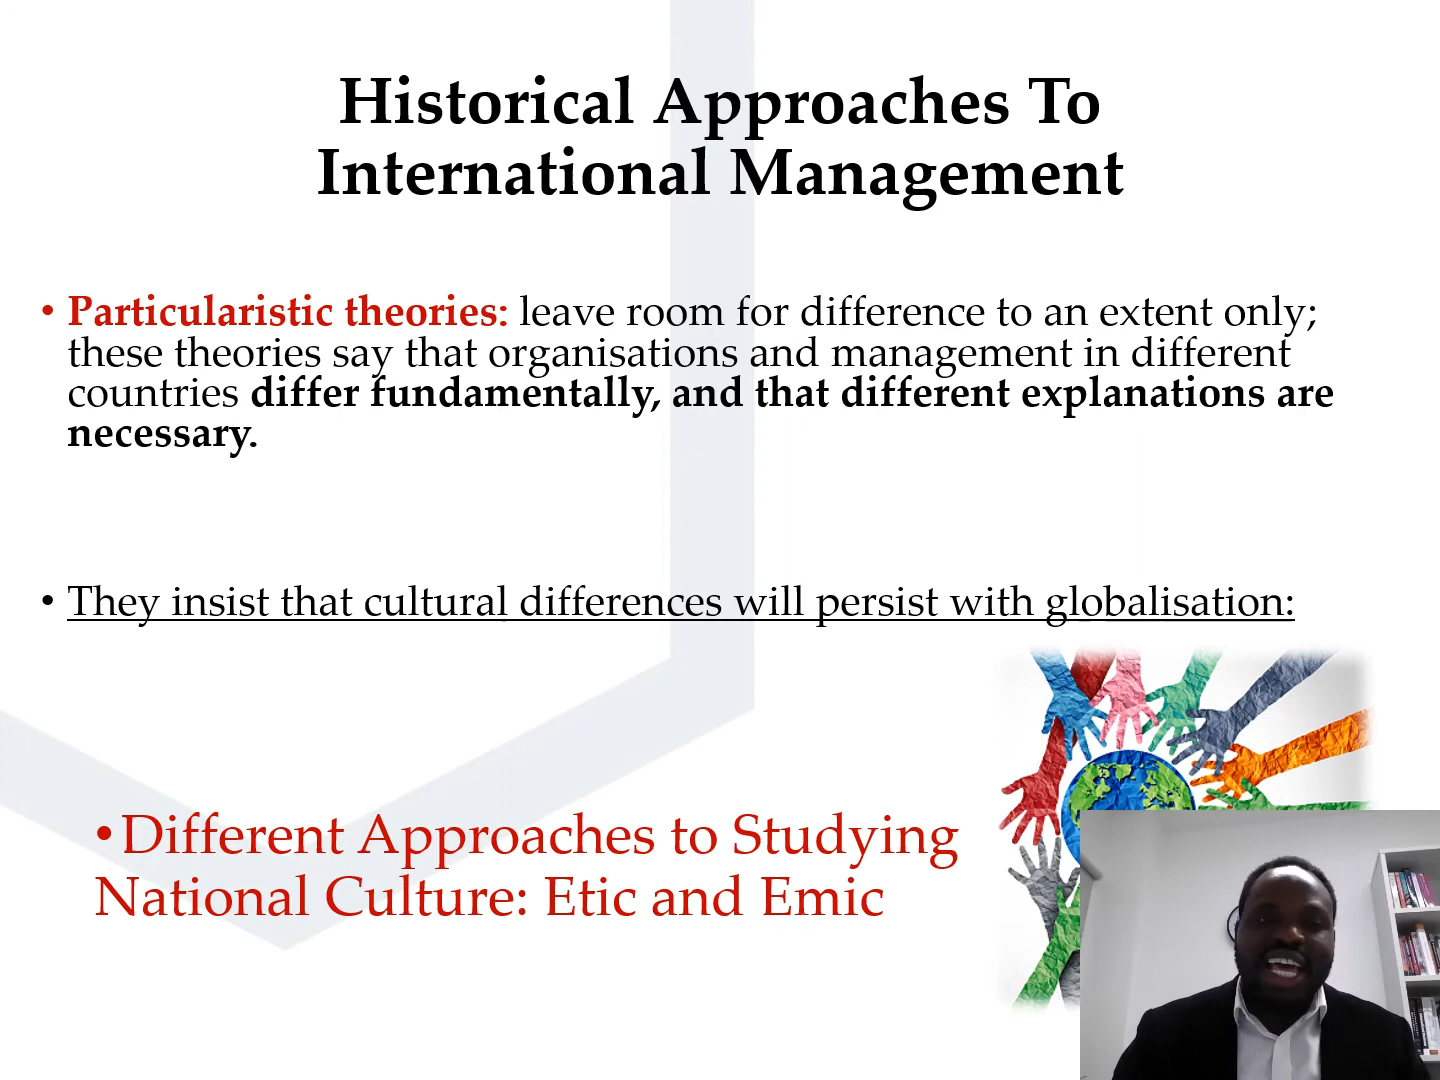 Historical Approaches To
International Management
• Particularistic theories: leave room for difference to an extent only;
these theories say that organisations and management in different
countries differ fundamentally, and that different explanations are
necessary.
• They insist that cultural differences will persist with globalisation:
•Different Approaches to Studying
National Culture: Etic and Emic